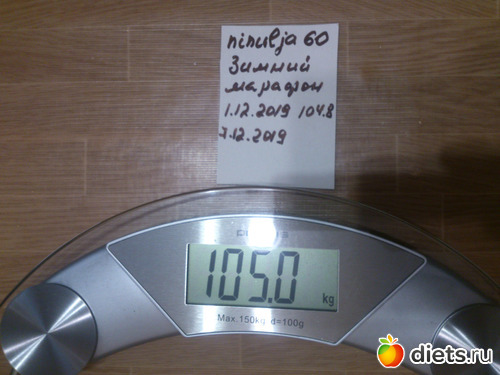 ninulja 60
Зимний
марафон
1.12.2019 104.8
7.12.2019
105.0 kg
Max.150kg d=100g
diets.ru